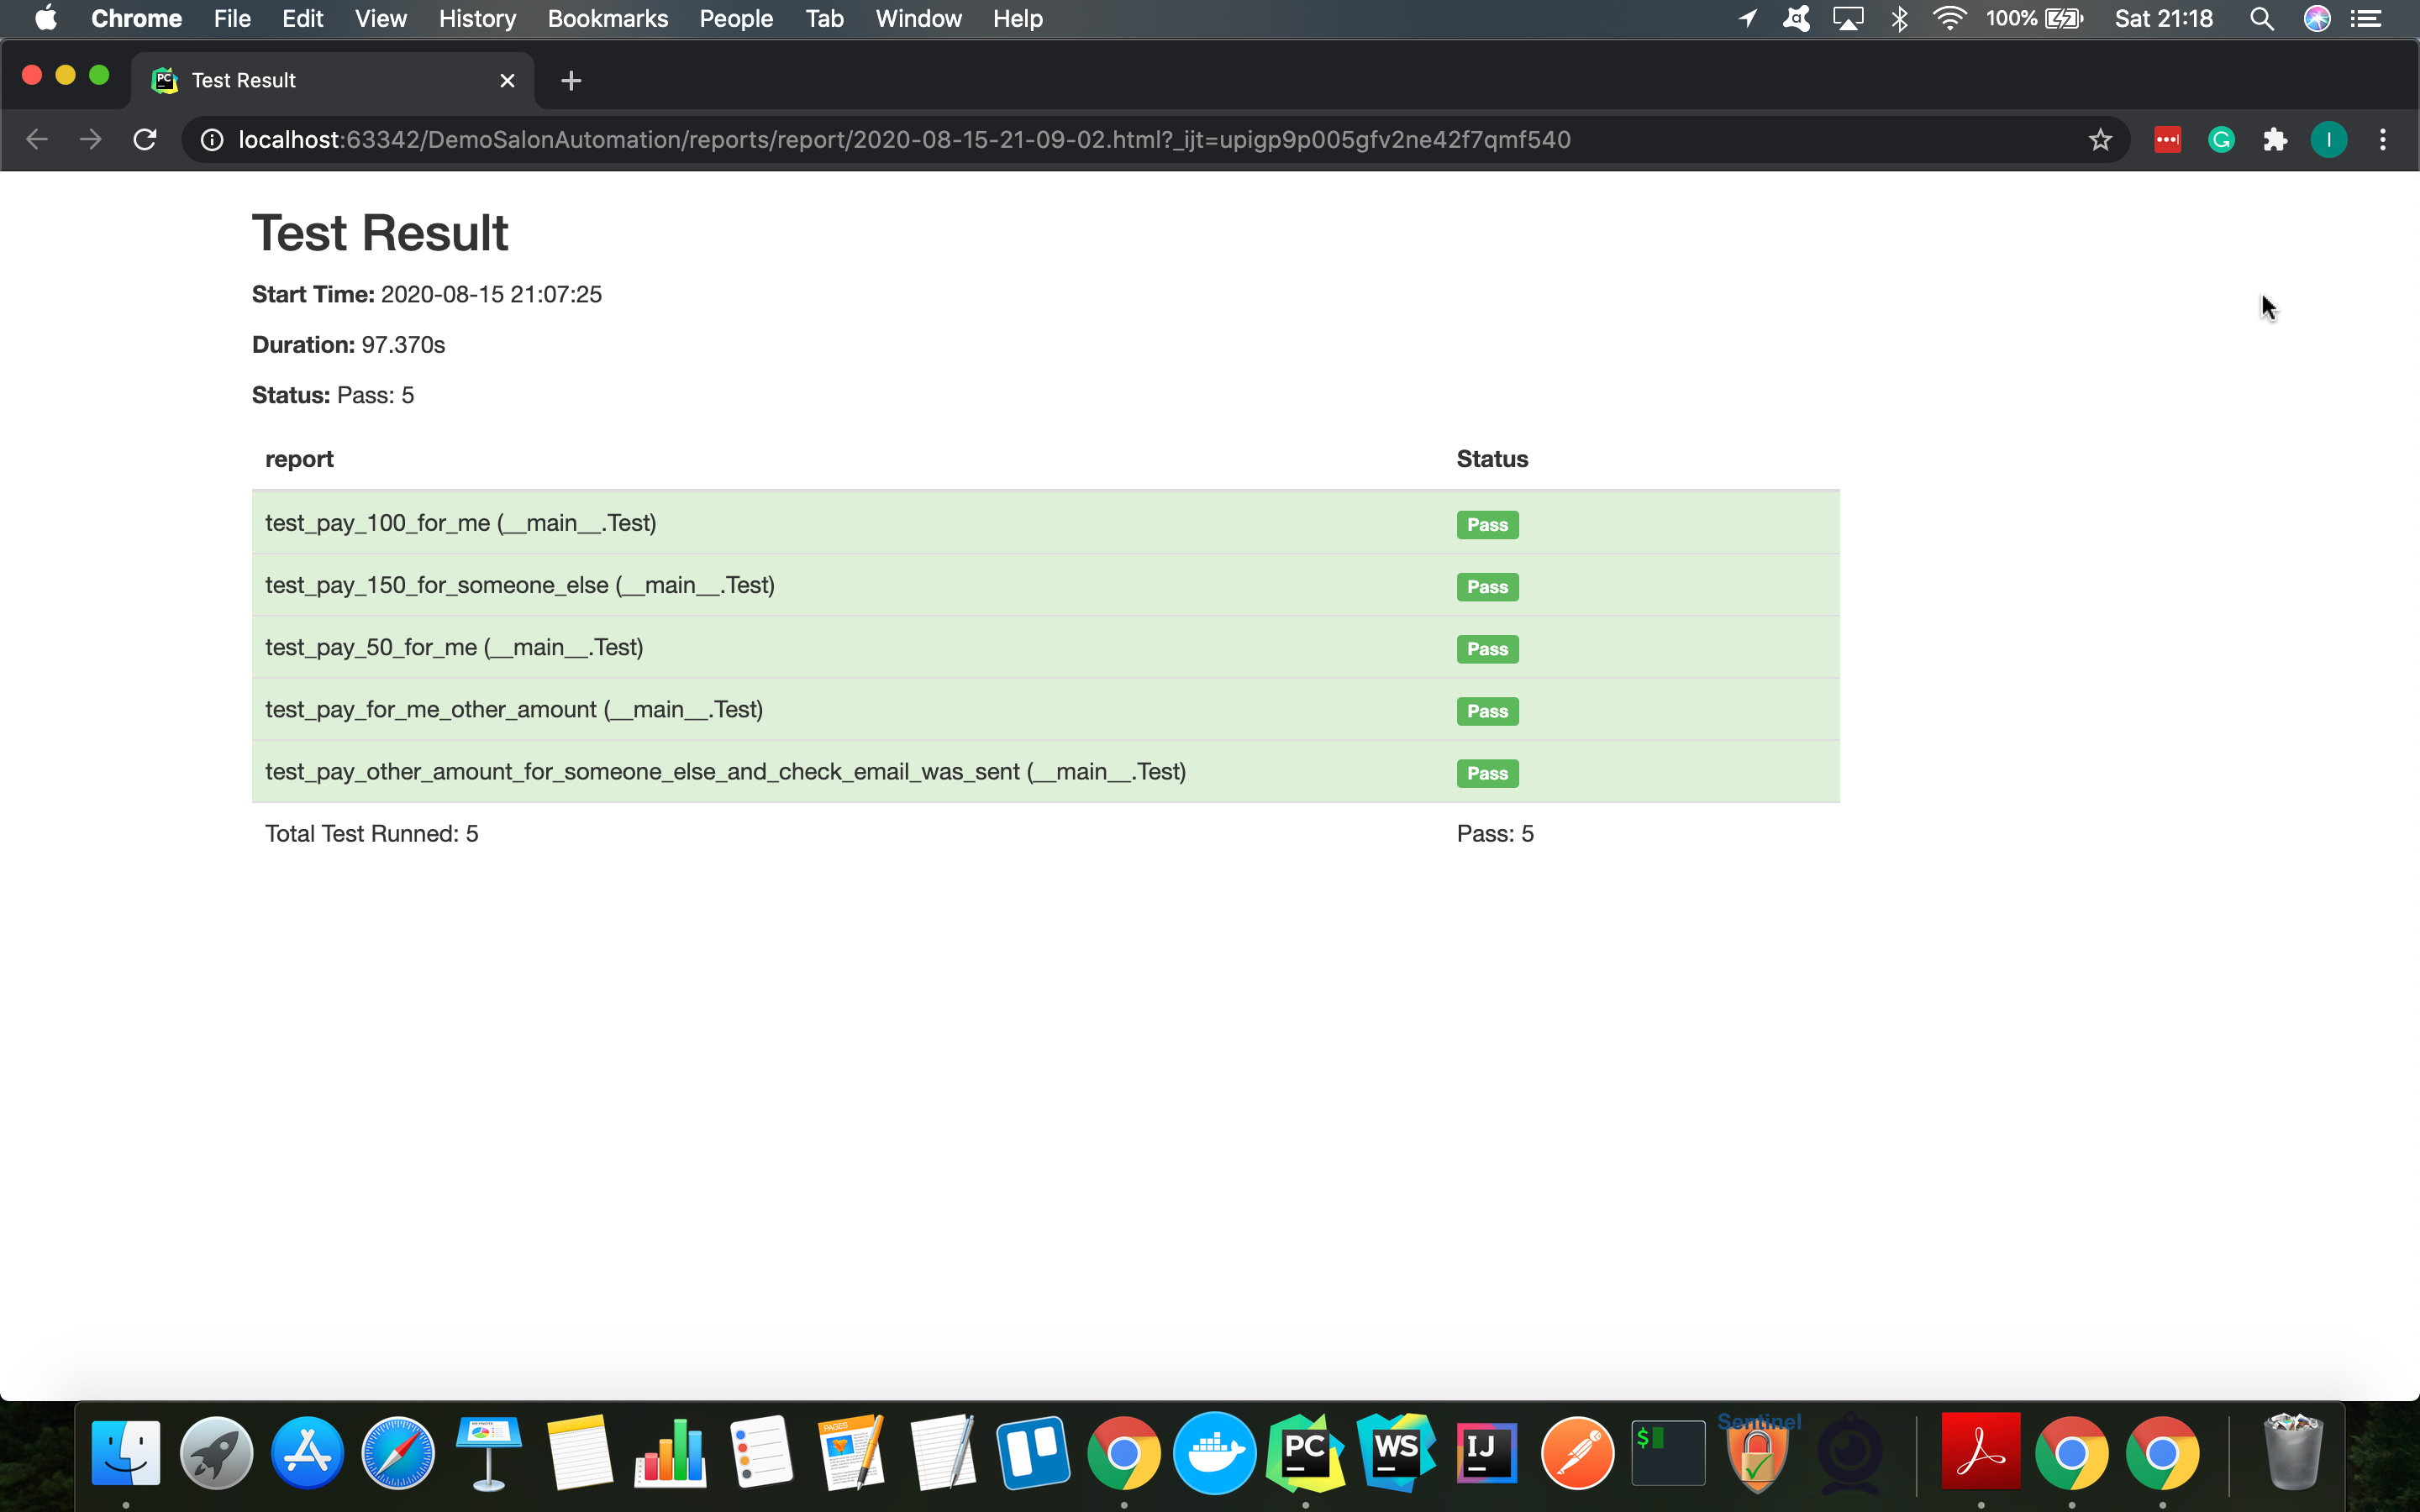 Chrome File Edit View History Bookmarks People Tab Window Help 100% Sat 21:18
Test Result
localhost:63342/DemoSalonAutomation/reports/report/2020-08-15-21-09-02.html?_ijt=upigp9p005gfv2ne42f7qmf540
Test Result
Start Time: 2020-08-15 21:07:25
Duration: 97.370s
Status: Pass: 5
report Status
test_pay_100_for_me (__main__.Test) Pass
test_pay_150_for_someone_else (__main__.Test) Pass
test_pay_50_for_me (__main__.Test) Pass
test_pay_for_me_other_amount (__main__.Test) Pass
test_pay_other_amount_for_someone_else_and_check_email_was_sent (__main__.Test) Pass
Total Test Runned: 5 Pass: 5
PAGES PC WS IJ $ Sentinel